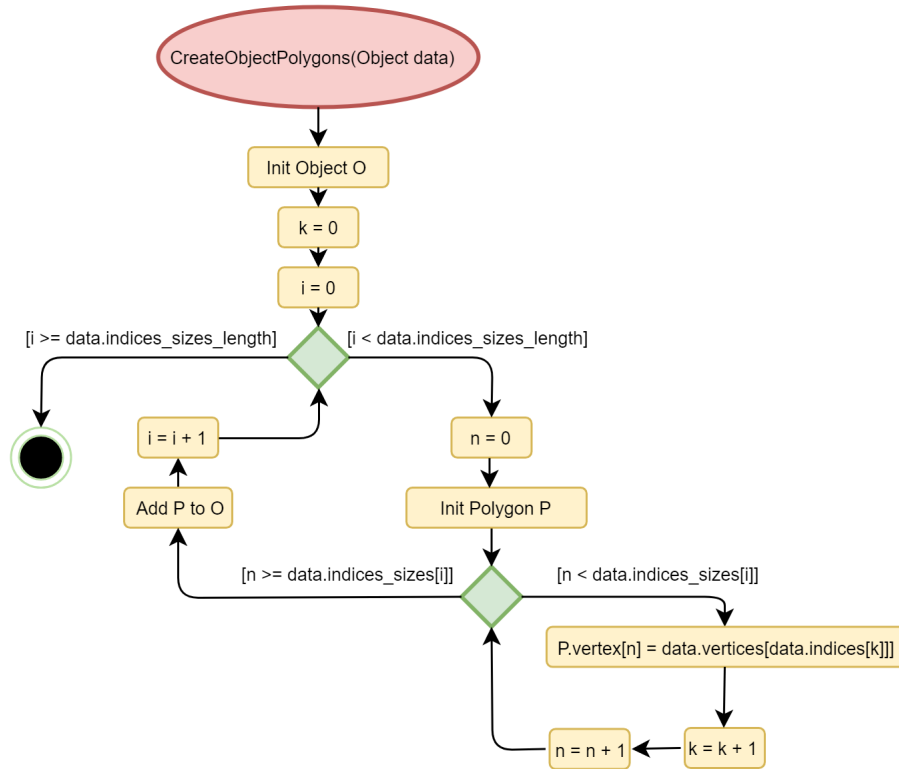 CreateObjectPolygons(Object data)
Init Object O
k = 0
i = 0
[i >= data.indices_sizes_length]
[i < data.indices_sizes_length]
i = i + 1
n = 0
Add P to O
Init Polygon P
[n >= data.indices_sizes[i]]
[n < data.indices_sizes[i]]
P.vertex[n] = data.vertices[data.indices[k]]]
n = n + 1
k = k + 1